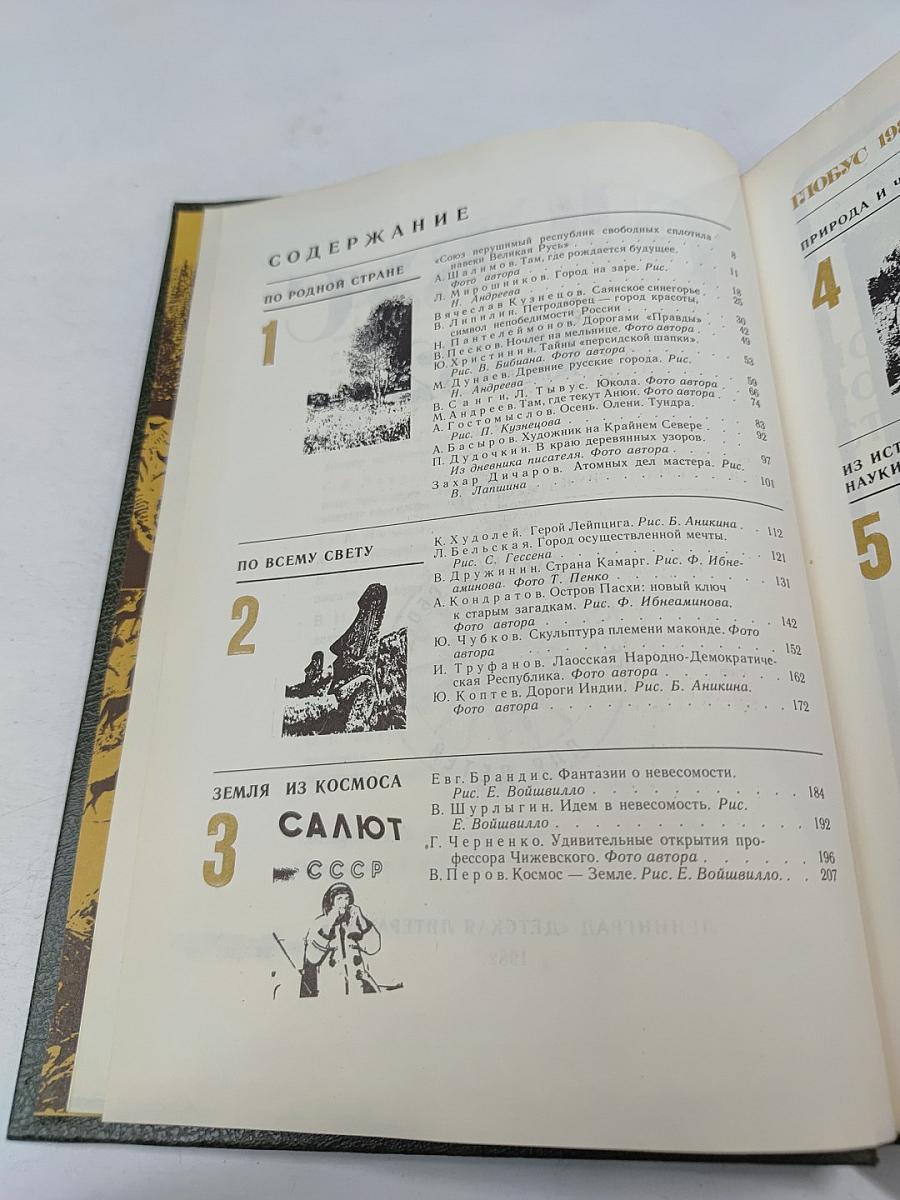 СОДЕРЖАНИЕ
ПО РОДНОЙ СТРАНЕ
1
«Союз нерушимый республик свободных сплотила
навеки Великая Русь» . . . . . . . . . 8
А. Шалимов. Там, где рождается будущее.
Фото автора . . . . . . . . . 11
Л. Мирошников. Город на заре. Рис.
Н. Андреева . . . . . . . . . 18
Вячеслав Кузнецов. Саянское синегорье . 25
В. Липилин. Петродворец — город красоты,
символ непобедимости России . . . . 30
Н. Пантелеймонов. Дорогами «Правды» . 42
В. Песков. Ночлег на мельнице. Фото автора . 49
Ю. Христинин. Тайны «персидской шапки».
Рис. В. Бибиана. Фото автора . . . . 53
М. Дунаев. Древние русские города. Рис.
Н. Андреева . . . . . . . . . 59
В. Санги, Л. Тывус. Юкола. Фото автора . 66
М. Андреев. Там, где текут Анюи. Фото автора . 74
А. Гостомыслов. Осень. Олени. Тундра.
Рис. П. Кузнецова . . . . . . . . 83
А. Басыров. Художник на Крайнем Севере . 92
П. Дудочкин. В краю деревянных узоров.
Из дневника писателя. Фото автора . . . 97
Захар Дичаров. Атомных дел мастера. Рис.
В. Лапшина . . . . . . . . . 101
ПО ВСЕМУ СВЕТУ
2
К. Худолей. Герой Лейпцига. Рис. Б. Аникина . 112
Л. Бельская. Город осуществленной мечты.
Рис. С. Гессена . . . . . . . . . 121
В. Дружинин. Страна Камарг. Рис. Ф. Ибне-
аминова. Фото Т. Пенко . . . . . . 131
А. Кондратов. Остров Пасхи: новый ключ
к старым загадкам. Рис. Ф. Ибнеаминова.
Фото автора . . . . . . . . . 142
Ю. Чубков. Скульптура племени маконде. Фото
автора . . . . . . . . . 152
И. Труфанов. Лаосская Народно-Демократиче-
ская Республика. Фото автора . . . . . 162
Ю. Коптев. Дороги Индии. Рис. Б. Аникина.
Фото автора . . . . . . . . . 172
ЗЕМЛЯ ИЗ КОСМОСА
3
САЛЮТ
СССР
Евг. Брандис. Фантазии о невесомости.
Рис. Е. Войшвилло . . . . . . . . 184
В. Шурлыгин. Идем в невесомость. Рис.
Е. Войшвилло . . . . . . . . . 192
Г. Черненко. Удивительные открытия про-
фессора Чижевского. Фото автора . . . . 196
В. Перов. Космос — Земле. Рис. Е. Войшвилло. . . 207
ГЛОБУС 198
ПРИРОДА И Ч
4
ИЗ ИСТ
НАУКИ
5